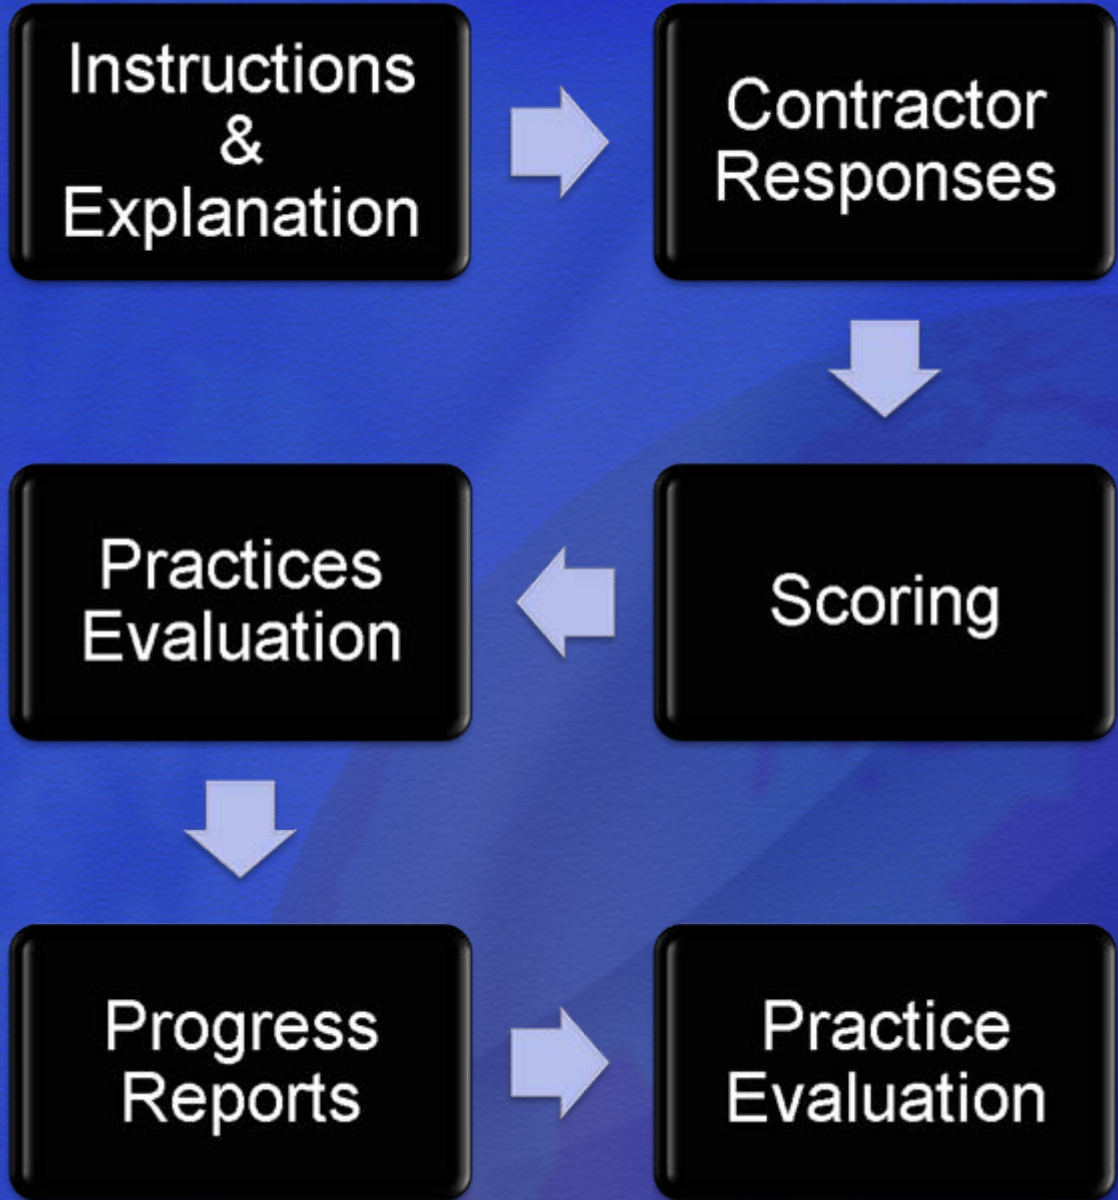 Instructions
&
Explanation
Contractor
Responses
Scoring
Practices
Evaluation
Progress
Reports
Practice
Evaluation